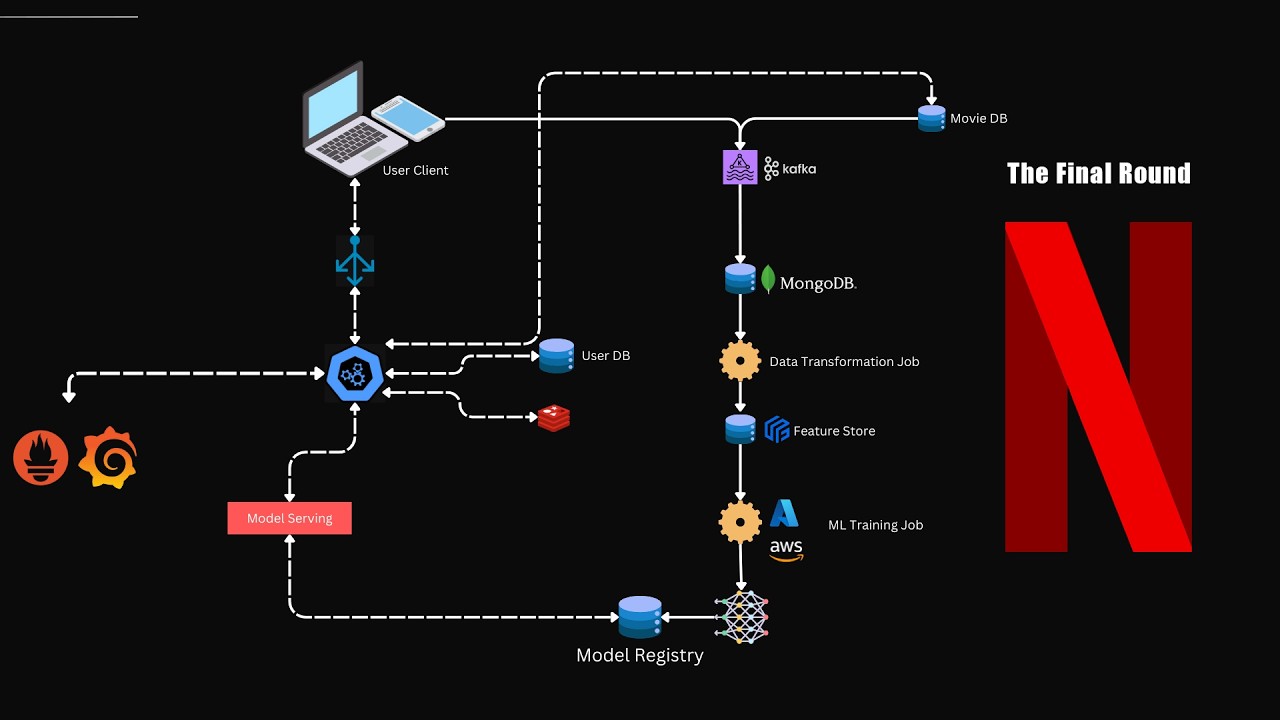 Movie DB
User Client
kafka
The Final Round
MongoDB.
User DB
Data Transformation Job
Feature Store
Model Serving
ML Training Job
aws
Model Registry